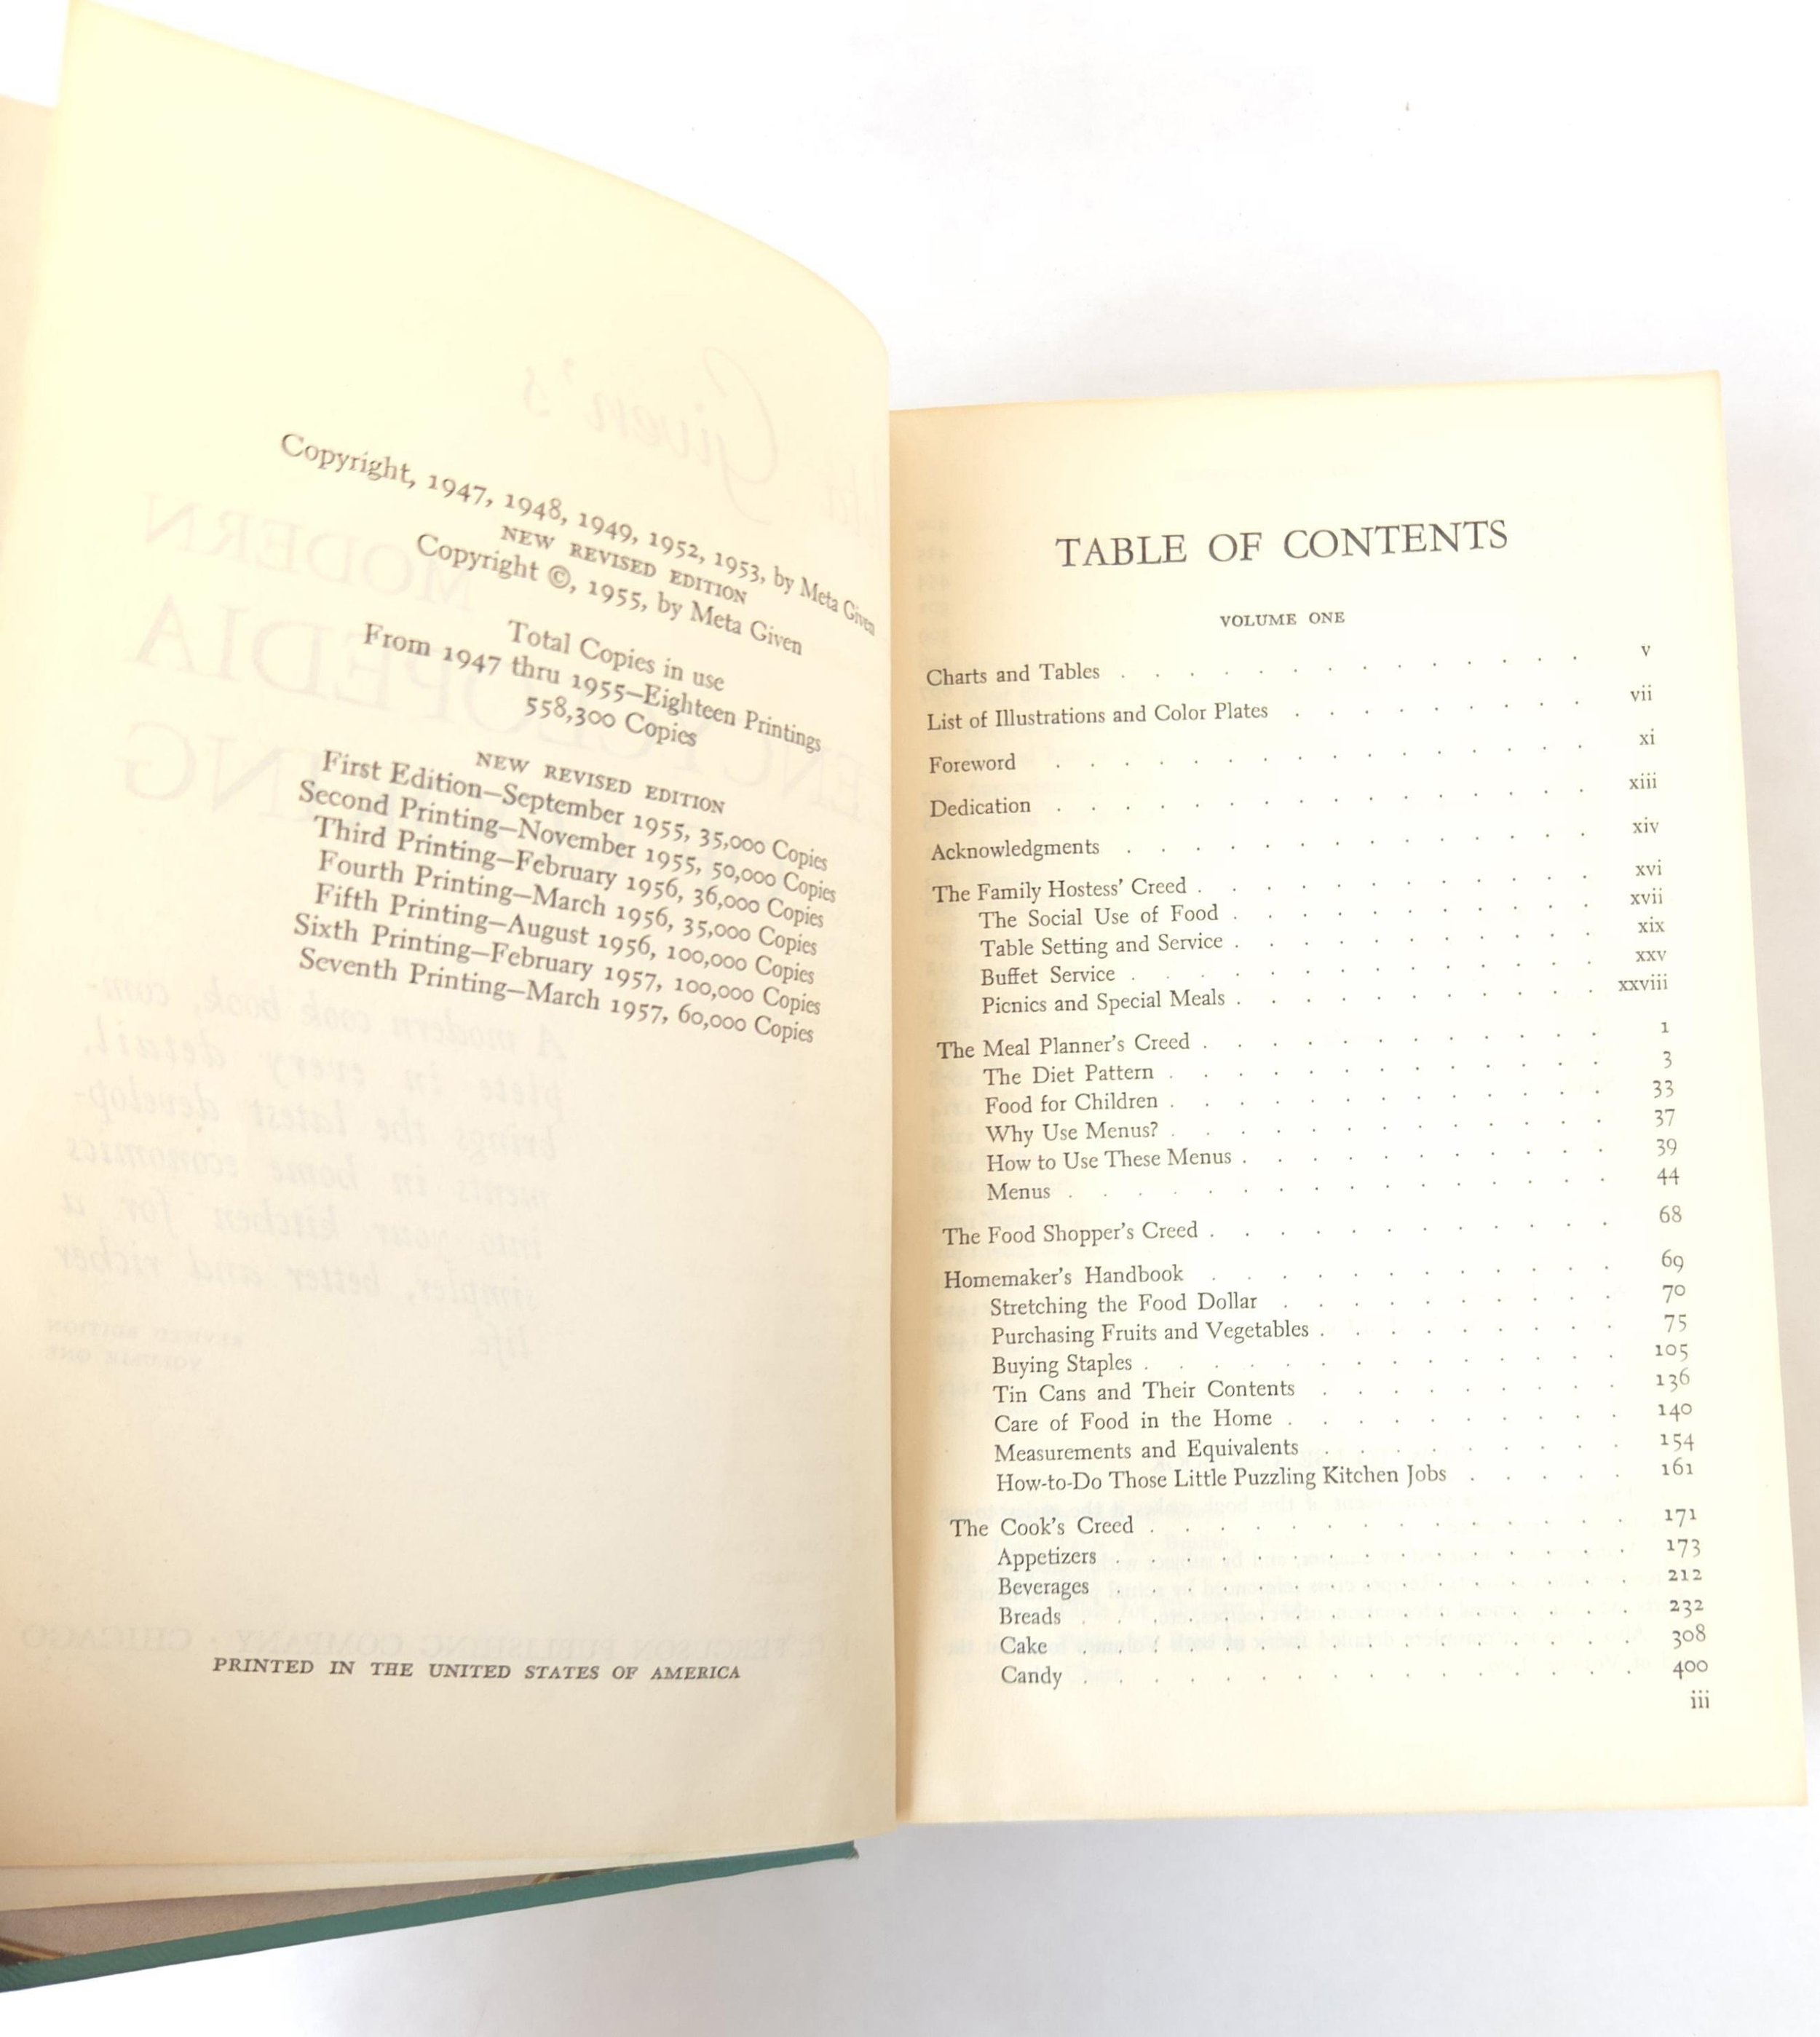 Copyright, 1947, 1948, 1949, 1952, 1953, by Meta Given
NEW REVISED EDITION
Copyright ©, 1955, by Meta Given
Total Copies in use
From 1947 thru 1955—Eighteen Printings
558,300 Copies
NEW REVISED EDITION
First Edition—September 1955, 35,000 Copies
Second Printing—November 1955, 50,000 Copies
Third Printing—February 1956, 36,000 Copies
Fourth Printing—March 1956, 35,000 Copies
Fifth Printing—August 1956, 100,000 Copies
Sixth Printing—February 1957, 100,000 Copies
Seventh Printing—March 1957, 60,000 Copies
PRINTED IN THE UNITED STATES OF AMERICA
TABLE OF CONTENTS
VOLUME ONE
Charts and Tables . . . . . . . . . . . . . . v
List of Illustrations and Color Plates . . . . . . . . . vii
Foreword . . . . . . . . . . . . . . . . xi
Dedication . . . . . . . . . . . . . . . . xiii
Acknowledgments . . . . . . . . . . . . . . xiv
The Family Hostess' Creed . . . . . . . . . . . . xvi
The Social Use of Food . . . . . . . . . . . xvii
Table Setting and Service . . . . . . . . . . . xix
Buffet Service . . . . . . . . . . . . . . xxv
Picnics and Special Meals . . . . . . . . . . . xxviii
The Meal Planner's Creed . . . . . . . . . . . . 1
The Diet Pattern . . . . . . . . . . . . . 3
Food for Children . . . . . . . . . . . . . 33
Why Use Menus? . . . . . . . . . . . . . 37
How to Use These Menus . . . . . . . . . . . 39
Menus . . . . . . . . . . . . . . . . 44
The Food Shopper's Creed . . . . . . . . . . . . 68
Homemaker's Handbook . . . . . . . . . . . . 69
Stretching the Food Dollar . . . . . . . . . . 70
Purchasing Fruits and Vegetables . . . . . . . . . 75
Buying Staples . . . . . . . . . . . . . . 105
Tin Cans and Their Contents . . . . . . . . . 136
Care of Food in the Home . . . . . . . . . . 140
Measurements and Equivalents . . . . . . . . . 154
How-to-Do Those Little Puzzling Kitchen Jobs . . . . . 161
The Cook's Creed . . . . . . . . . . . . . . 171
Appetizers . . . . . . . . . . . . . . . 173
Beverages . . . . . . . . . . . . . . . 212
Breads . . . . . . . . . . . . . . . . 232
Cake . . . . . . . . . . . . . . . . 308
Candy . . . . . . . . . . . . . . . . 400
iii